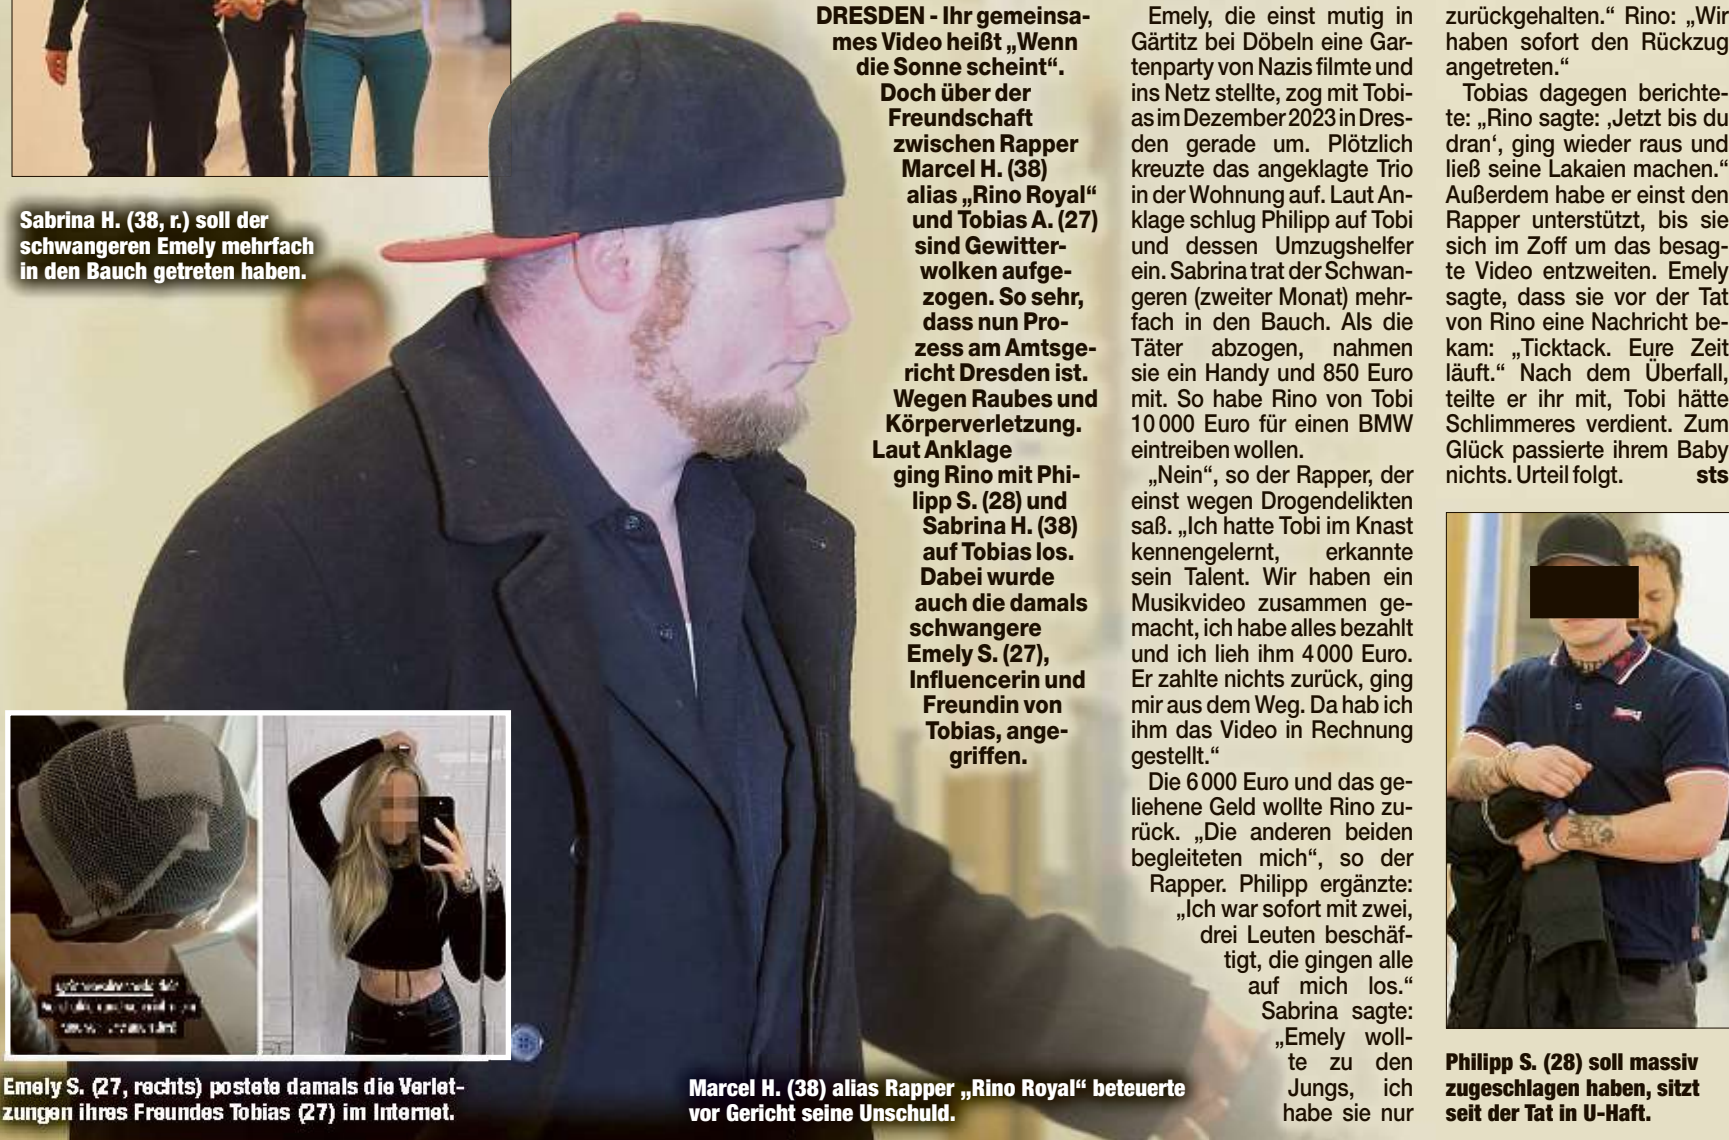 Sabrina H. (38, r.) soll der
schwangeren Emely mehrfach
in den Bauch getreten haben.
DRESDEN - Ihr gemeinsa-
mes Video heißt „Wenn
die Sonne scheint“.
Doch über der
Freundschaft
zwischen Rapper
Marcel H. (38)
alias „Rino Royal“
und Tobias A. (27)
sind Gewitter-
wolken aufge-
zogen. So sehr,
dass nun Pro-
zess am Amtsge-
richt Dresden ist.
Wegen Raubes und
Körperverletzung.
Laut Anklage
ging Rino mit Phi-
lipp S. (28) und
Sabrina H. (38)
auf Tobias los.
Dabei wurde
auch die damals
schwangere
Emely S. (27),
Influencerin und
Freundin von
Tobias, ange-
griffen.
Emely, die einst mutig in
Gärtitz bei Döbeln eine Gar-
tenparty von Nazis filmte und
ins Netz stellte, zog mit Tobi-
as im Dezember 2023 in Dres-
den gerade um. Plötzlich
kreuzte das angeklagte Trio
in der Wohnung auf. Laut An-
klage schlug Philipp auf Tobi
und dessen Umzugshelfer
ein. Sabrina trat der Schwan-
geren (zweiter Monat) mehr-
fach in den Bauch. Als die
Täter abzogen, nahmen
sie ein Handy und 850 Euro
mit. So habe Rino von Tobi
10 000 Euro für einen BMW
eintreiben wollen.
„Nein“, so der Rapper, der
einst wegen Drogendelikten
saß. „Ich hatte Tobi im Knast
kennengelernt, erkannte
sein Talent. Wir haben ein
Musikvideo zusammen ge-
macht, ich habe alles bezahlt
und ich lieh ihm 4 000 Euro.
Er zahlte nichts zurück, ging
mir aus dem Weg. Da hab ich
ihm das Video in Rechnung
gestellt.“
Die 6 000 Euro und das ge-
liehene Geld wollte Rino zu-
rück. „Die anderen beiden
begleiteten mich“, so der
Rapper. Philipp ergänzte:
„Ich war sofort mit zwei,
drei Leuten beschäf-
tigt, die gingen alle
auf mich los.“
Sabrina sagte:
„Emely woll-
te zu den
Jungs, ich
habe sie nur
zurückgehalten.“ Rino: „Wir
haben sofort den Rückzug
angetreten.“
Tobias dagegen berichte-
te: „Rino sagte: ‚Jetzt bis du
dran‘, ging wieder raus und
ließ seine Lakaien machen.“
Außerdem habe er einst den
Rapper unterstützt, bis sie
sich im Zoff um das besag-
te Video entzweiten. Emely
sagte, dass sie vor der Tat
von Rino eine Nachricht be-
kam: „Ticktack. Eure Zeit
läuft.“ Nach dem Überfall,
teilte er ihr mit, Tobi hätte
Schlimmeres verdient. Zum
Glück passierte ihrem Baby
nichts. Urteil folgt. sts
Emely S. (27, rechts) postete damals die Verlet-
zungen ihres Freundes Tobias (27) im Internet.
Marcel H. (38) alias Rapper „Rino Royal“ beteuerte
vor Gericht seine Unschuld.
Philipp S. (28) soll massiv
zugeschlagen haben, sitzt
seit der Tat in U-Haft.